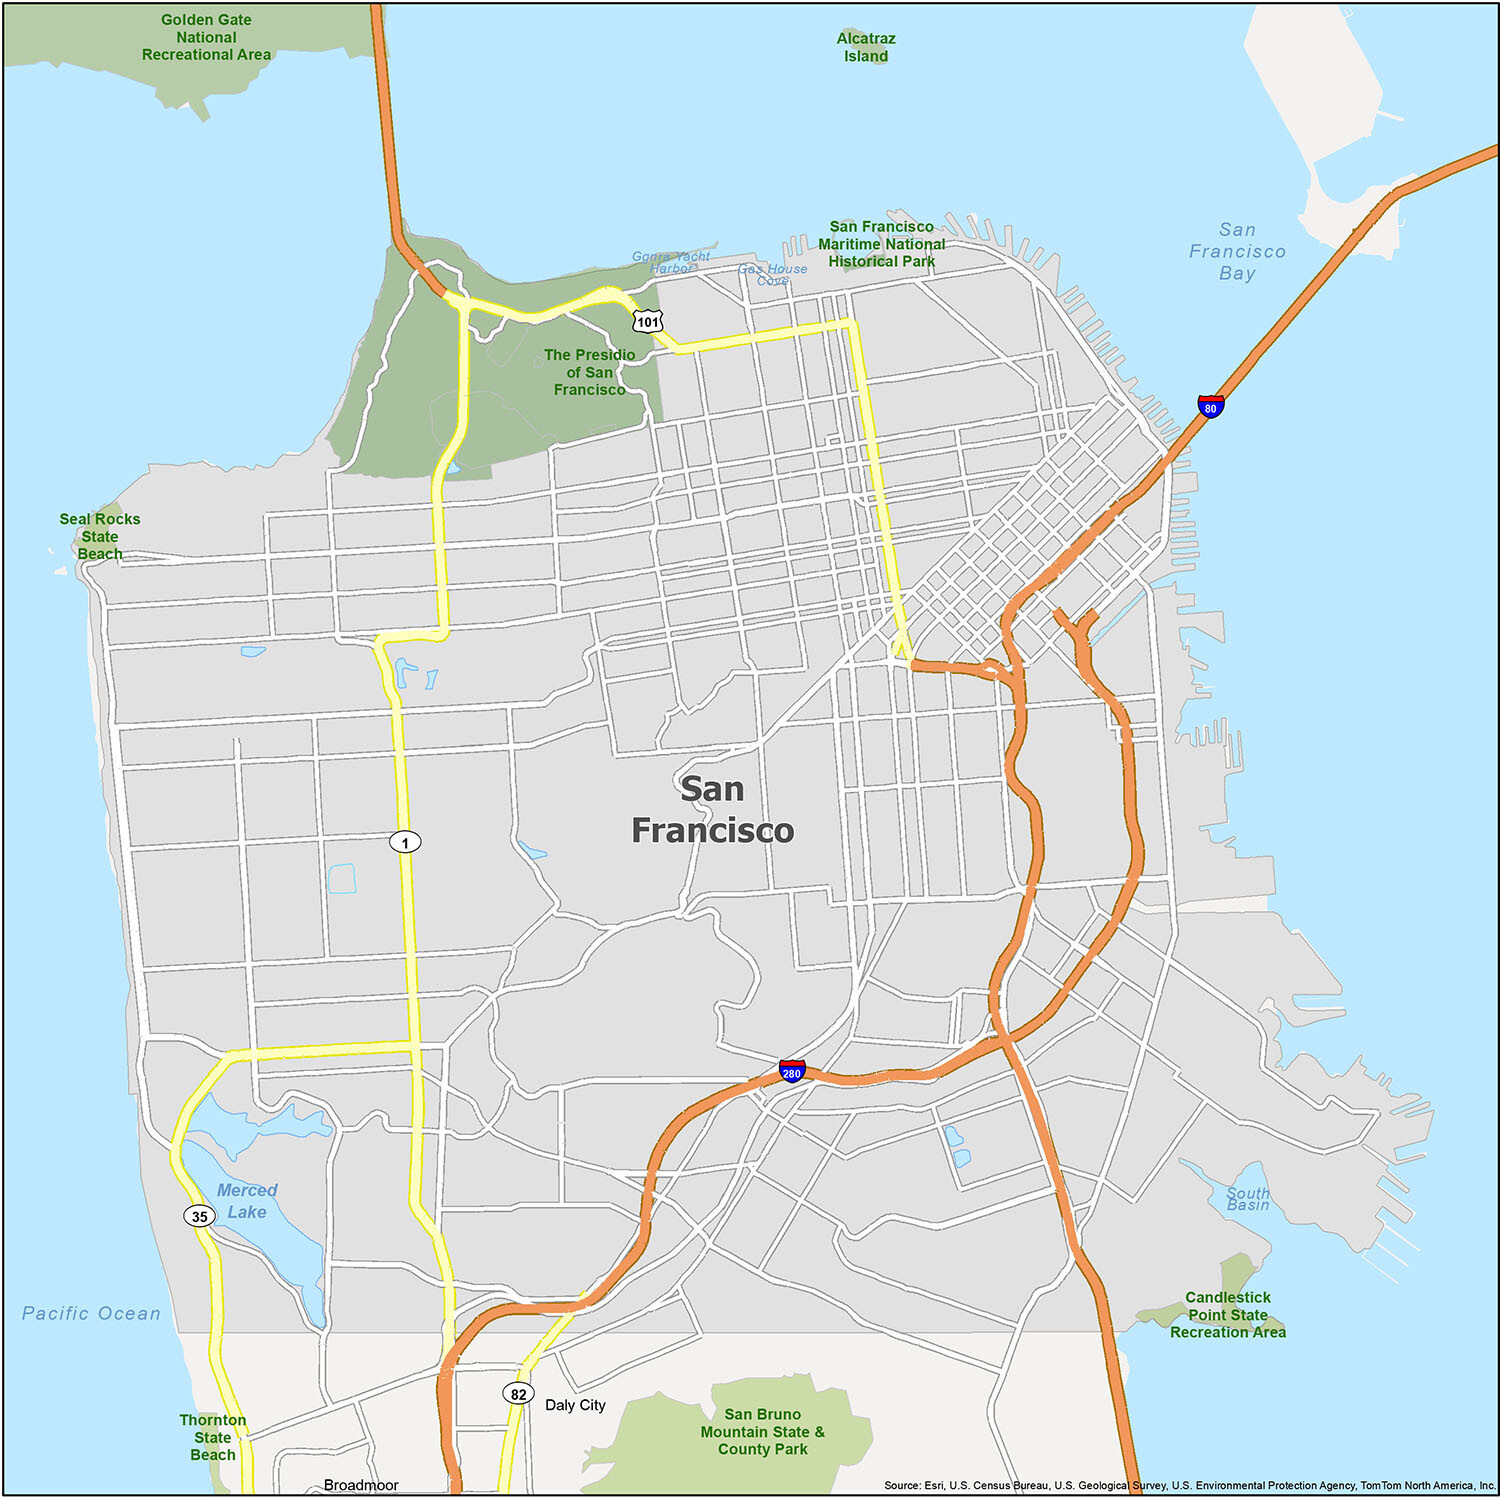 Golden Gate
National
Recreational Area
Alcatraz
Island
San Francisco
Maritime National
Historical Park
San
Francisco
Bay
Ggnra Yacht
Harbor
Gas House
Cove
101
The Presidio
of San
Francisco
80
Seal Rocks
State
Beach
San
Francisco
1
280
Merced
Lake
35
South
Basin
Pacific Ocean
Candlestick
Point State
Recreation Area
82
Daly City
Thornton
State
Beach
San Bruno
Mountain State &
County Park
Broadmoor
Source: Esri, U.S. Census Bureau, U.S. Geological Survey, U.S. Environmental Protection Agency, TomTom North America, Inc.